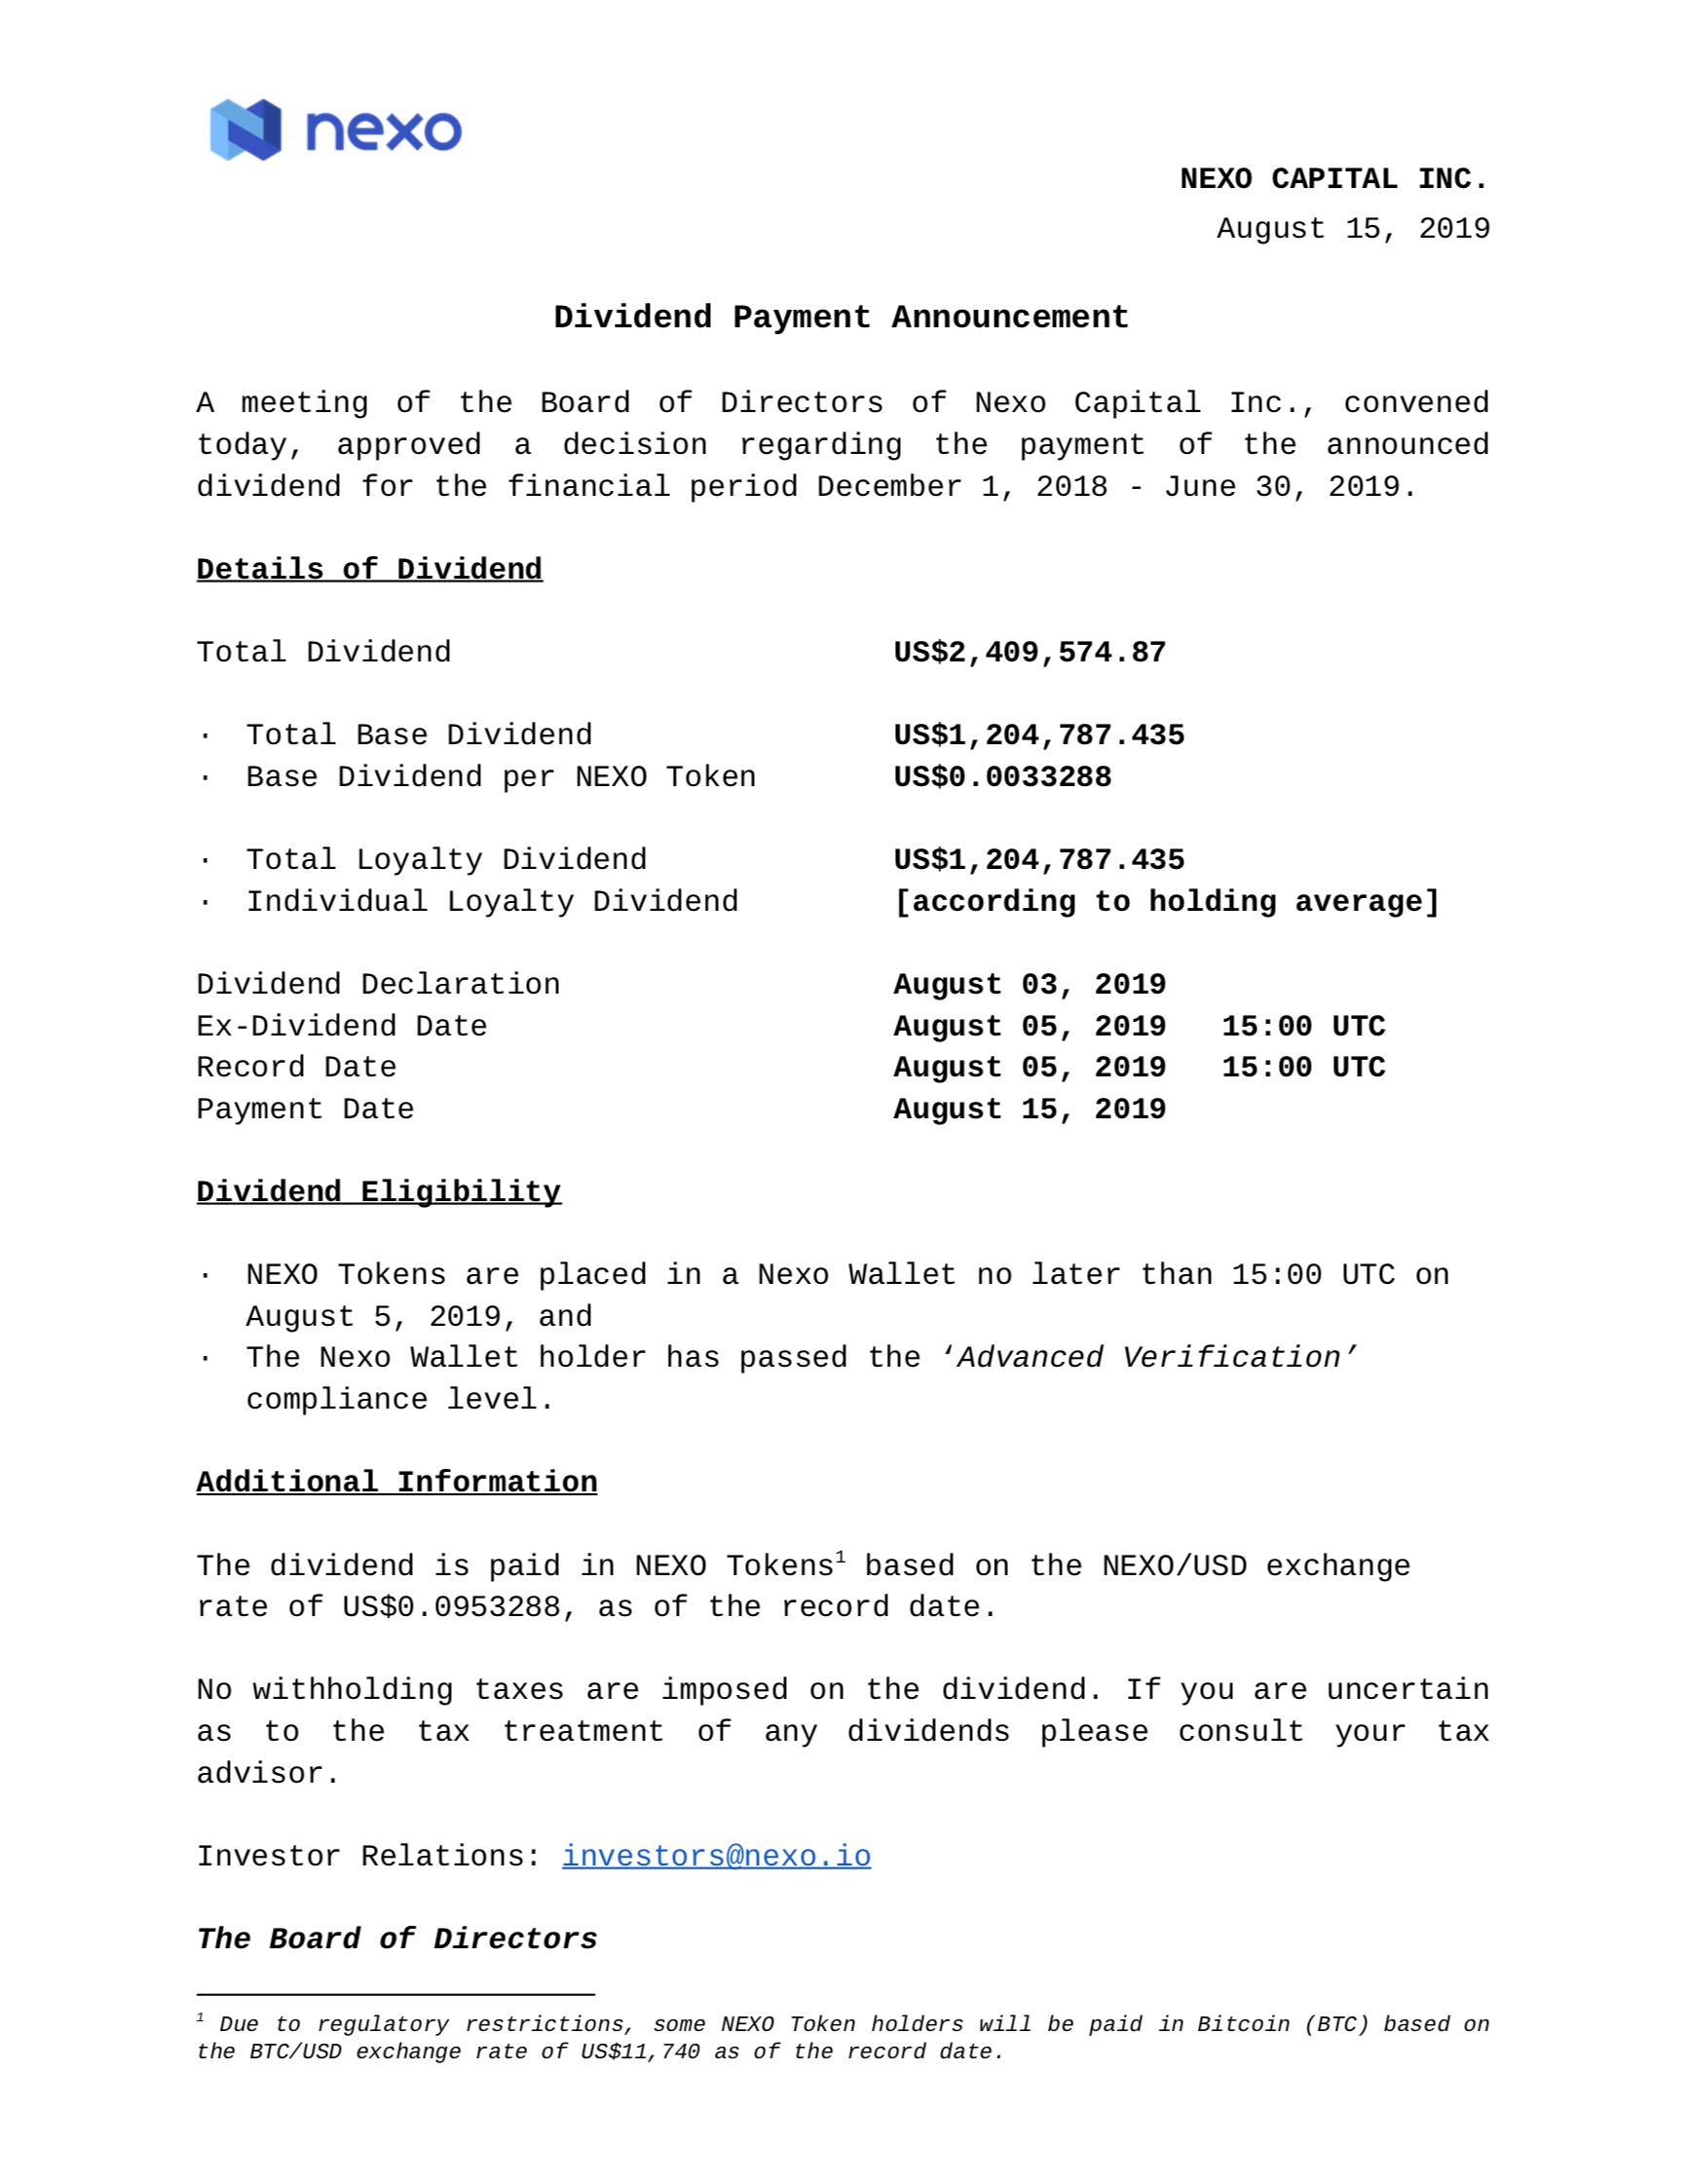 nexo
NEXO CAPITAL INC.
August 15, 2019
Dividend Payment Announcement
A meeting of the Board of Directors of Nexo Capital Inc., convened
today, approved a decision regarding the payment of the announced
dividend for the financial period December 1, 2018 - June 30, 2019.
Details of Dividend
Total Dividend US$2,409,574.87
· Total Base Dividend US$1,204,787.435
· Base Dividend per NEXO Token US$0.0033288
· Total Loyalty Dividend US$1,204,787.435
· Individual Loyalty Dividend [according to holding average]
Dividend Declaration August 03, 2019
Ex-Dividend Date August 05, 2019 15:00 UTC
Record Date August 05, 2019 15:00 UTC
Payment Date August 15, 2019
Dividend Eligibility
· NEXO Tokens are placed in a Nexo Wallet no later than 15:00 UTC on
August 5, 2019, and
· The Nexo Wallet holder has passed the ‘Advanced Verification’
compliance level.
Additional Information
The dividend is paid in NEXO Tokens¹ based on the NEXO/USD exchange
rate of US$0.0953288, as of the record date.
No withholding taxes are imposed on the dividend. If you are uncertain
as to the tax treatment of any dividends please consult your tax
advisor.
Investor Relations: investors@nexo.io
The Board of Directors
¹ Due to regulatory restrictions, some NEXO Token holders will be paid in Bitcoin (BTC) based on
the BTC/USD exchange rate of US$11,740 as of the record date.